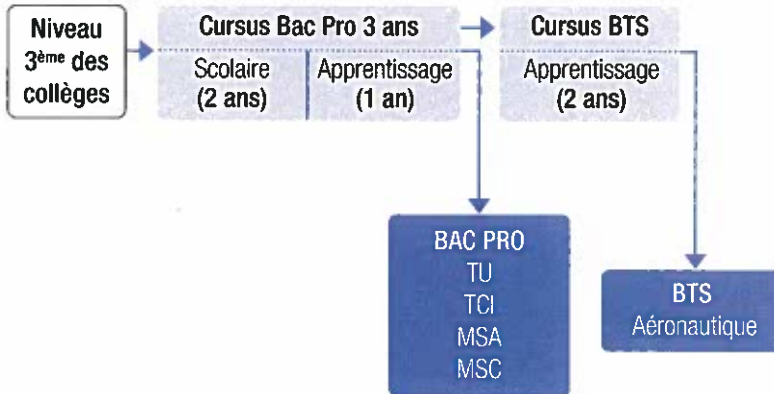 Niveau
3ème des
collèges
Cursus Bac Pro 3 ans
Scolaire
(2 ans)
Apprentissage
(1 an)
Cursus BTS
Apprentissage
(2 ans)
BAC PRO
TU
TCI
MSA
MSC
BTS
Aéronautique